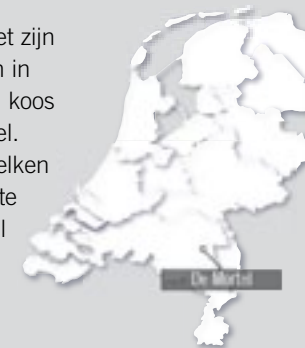 et zijn
n in
koos
el.
elken
te
l
De Mortel